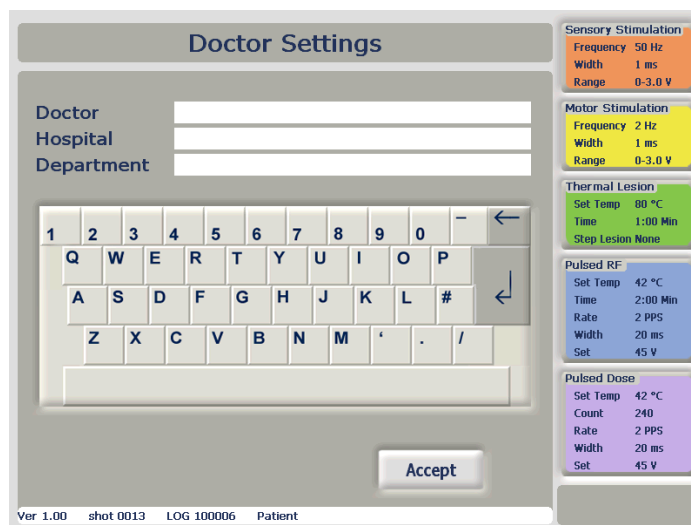 Doctor Settings
Doctor
Hospital
Department
1 2 3 4 5 6 7 8 9 0 - ←
Q W E R T Y U I O P
A S D F G H J K L # ↵
Z X C V B N M ‘ . /
Accept
Sensory Stimulation
Frequency 50 Hz
Width 1 ms
Range 0-3.0 V
Motor Stimulation
Frequency 2 Hz
Width 1 ms
Range 0-3.0 V
Thermal Lesion
Set Temp 80 °C
Time 1:00 Min
Step Lesion None
Pulsed RF
Set Temp 42 °C
Time 2:00 Min
Rate 2 PPS
Width 20 ms
Set 45 V
Pulsed Dose
Set Temp 42 °C
Count 240
Rate 2 PPS
Width 20 ms
Set 45 V
Ver 1.00 shot 0013 LOG 100006 Patient